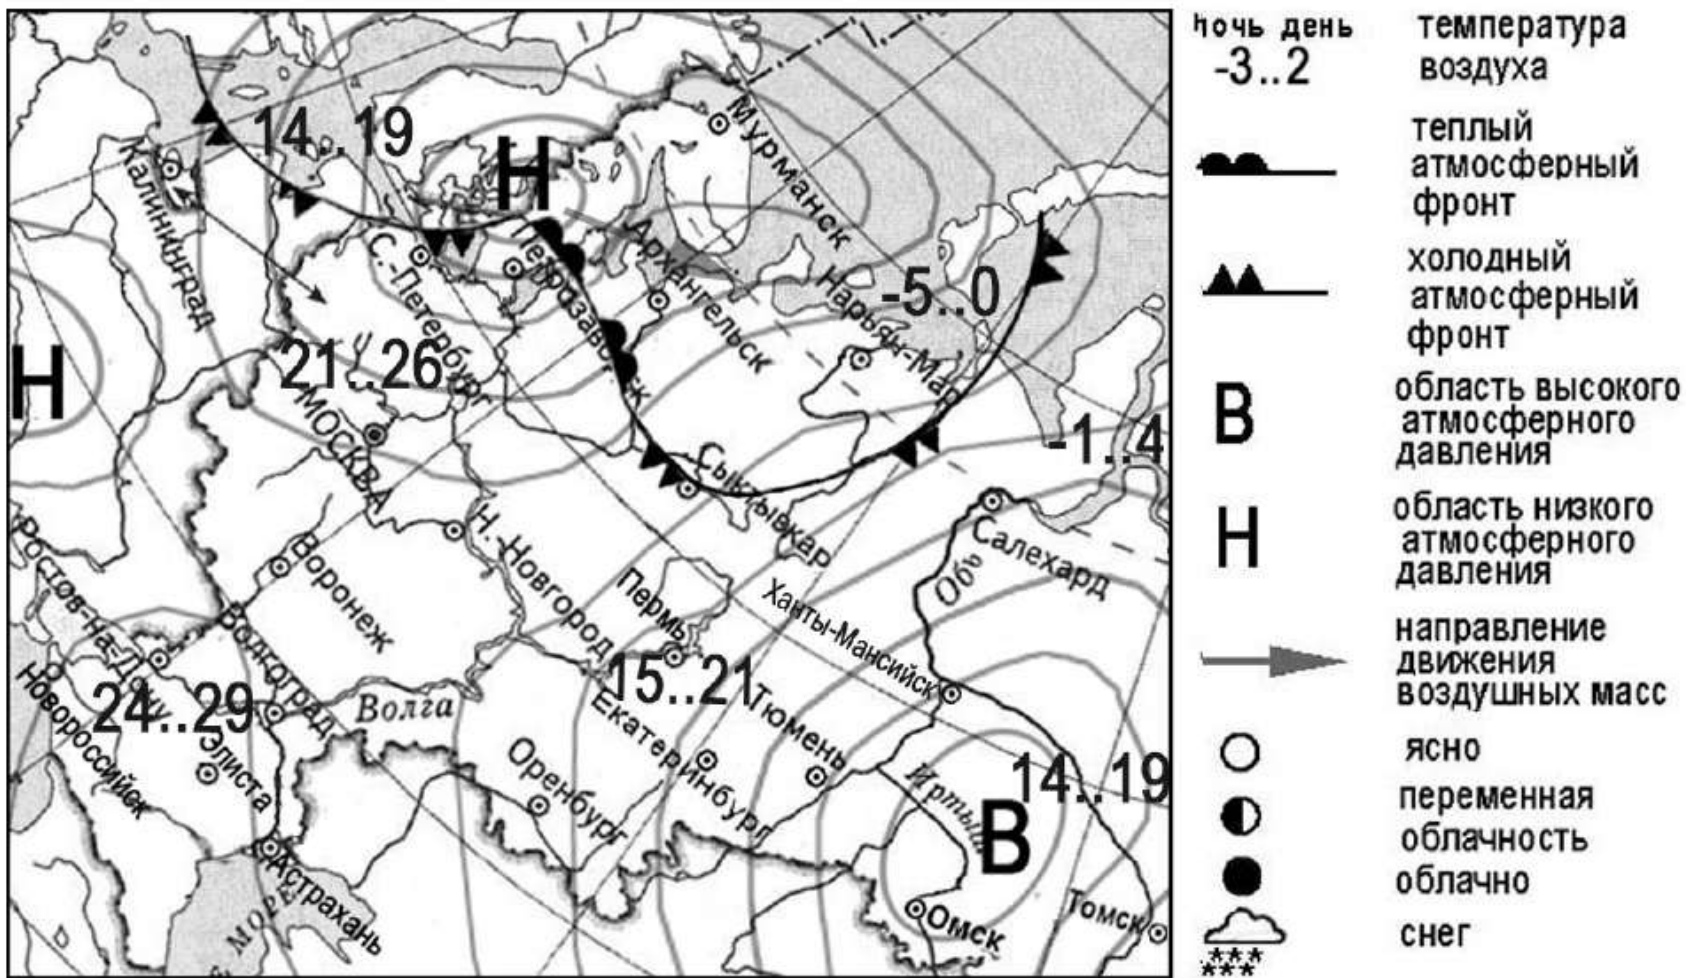 14..19
Н
Мурманск
Калининград
С.-Петербург
Петрозаводск
Архангельск
Нарьян-Мар
-5..0
Н
21..26
МОСКВА
-1..4
Сыктывкар
Салехард
Обь
Н.-Новгород
Воронеж
Пермь
Ханты-Мансийск
Ростов-на-Дону
Волгоград
15..21
Новороссийск
24..29
Волга
Тюмень
Элиста
Екатеринбург
Оренбург
Иртыш
14..19
В
Астрахань
МОРЕ
Омск
Томск
ночь день
-3..2
температура
воздуха
теплый
атмосферный
фронт
холодный
атмосферный
фронт
В
область высокого
атмосферного
давления
Н
область низкого
атмосферного
давления
направление
движения
воздушных масс
ясно
переменная
облачность
облачно
снег